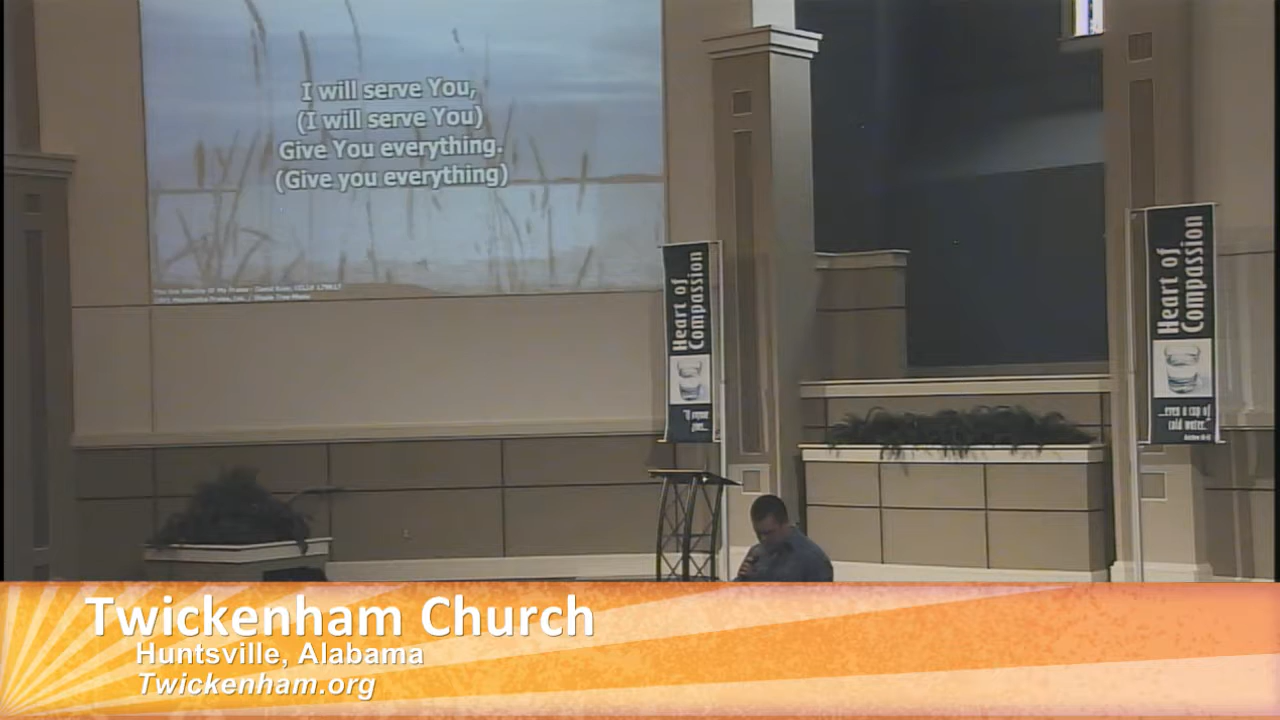 I will serve You,
(I will serve You)
Give You everything.
(Give you everything)
Heart of
Compassion
Heart of
Compassion
...even a cup of
cold water."
Twickenham Church
Huntsville, Alabama
Twickenham.org